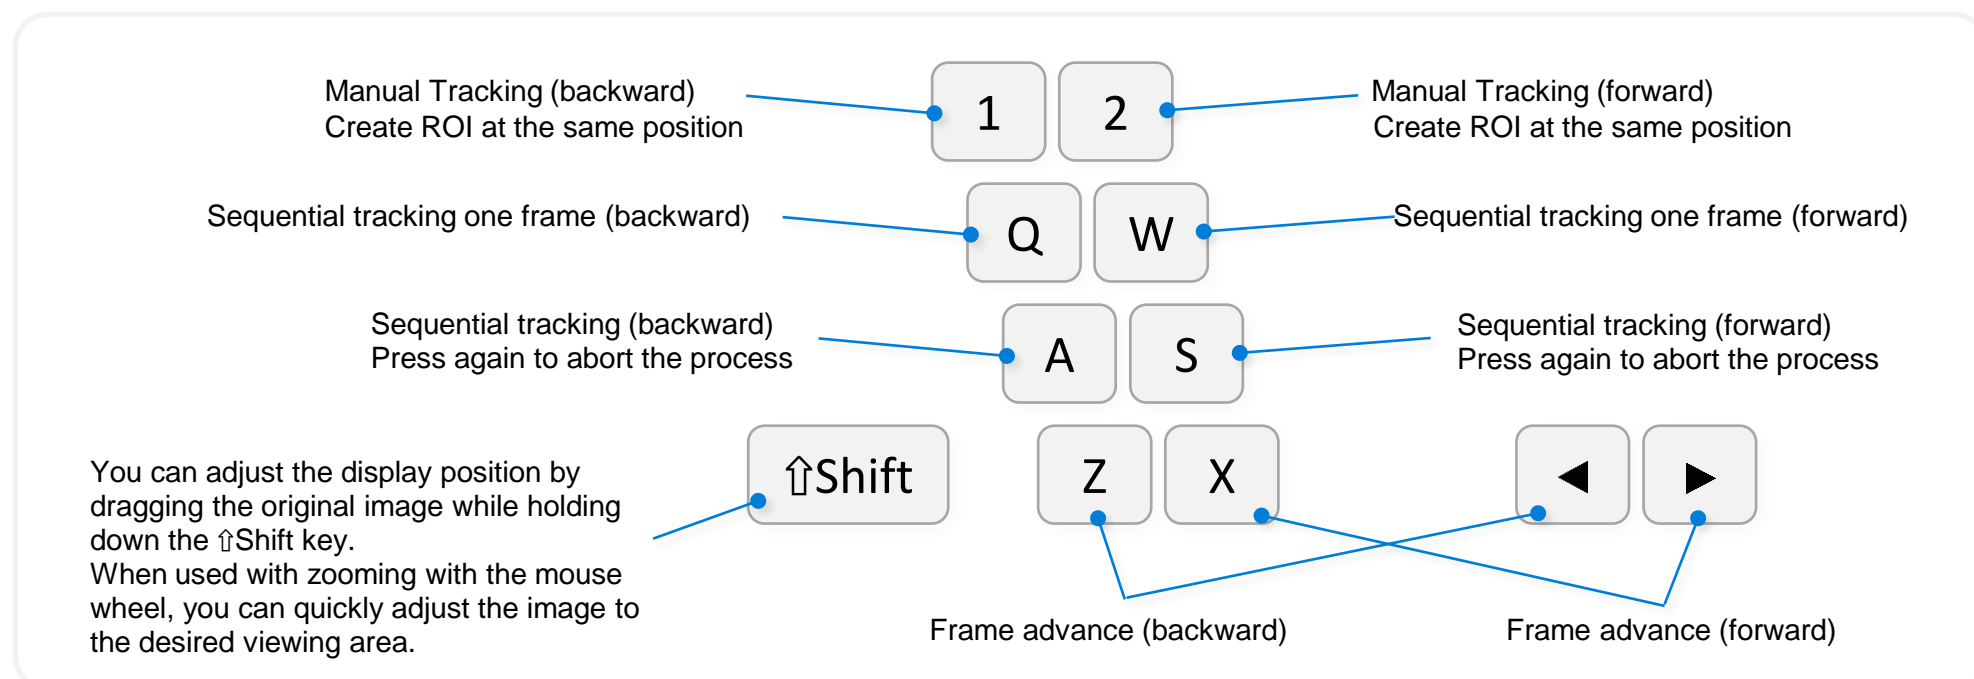 Manual Tracking (backward)
Create ROI at the same position
1
2
Manual Tracking (forward)
Create ROI at the same position
Sequential tracking one frame (backward)
Q
W
Sequential tracking one frame (forward)
Sequential tracking (backward)
Press again to abort the process
A
S
Sequential tracking (forward)
Press again to abort the process
You can adjust the display position by
dragging the original image while holding
down the ⇧Shift key.
When used with zooming with the mouse
wheel, you can quickly adjust the image to
the desired viewing area.
⇧Shift
Z
X
◀
▶
Frame advance (backward)
Frame advance (forward)